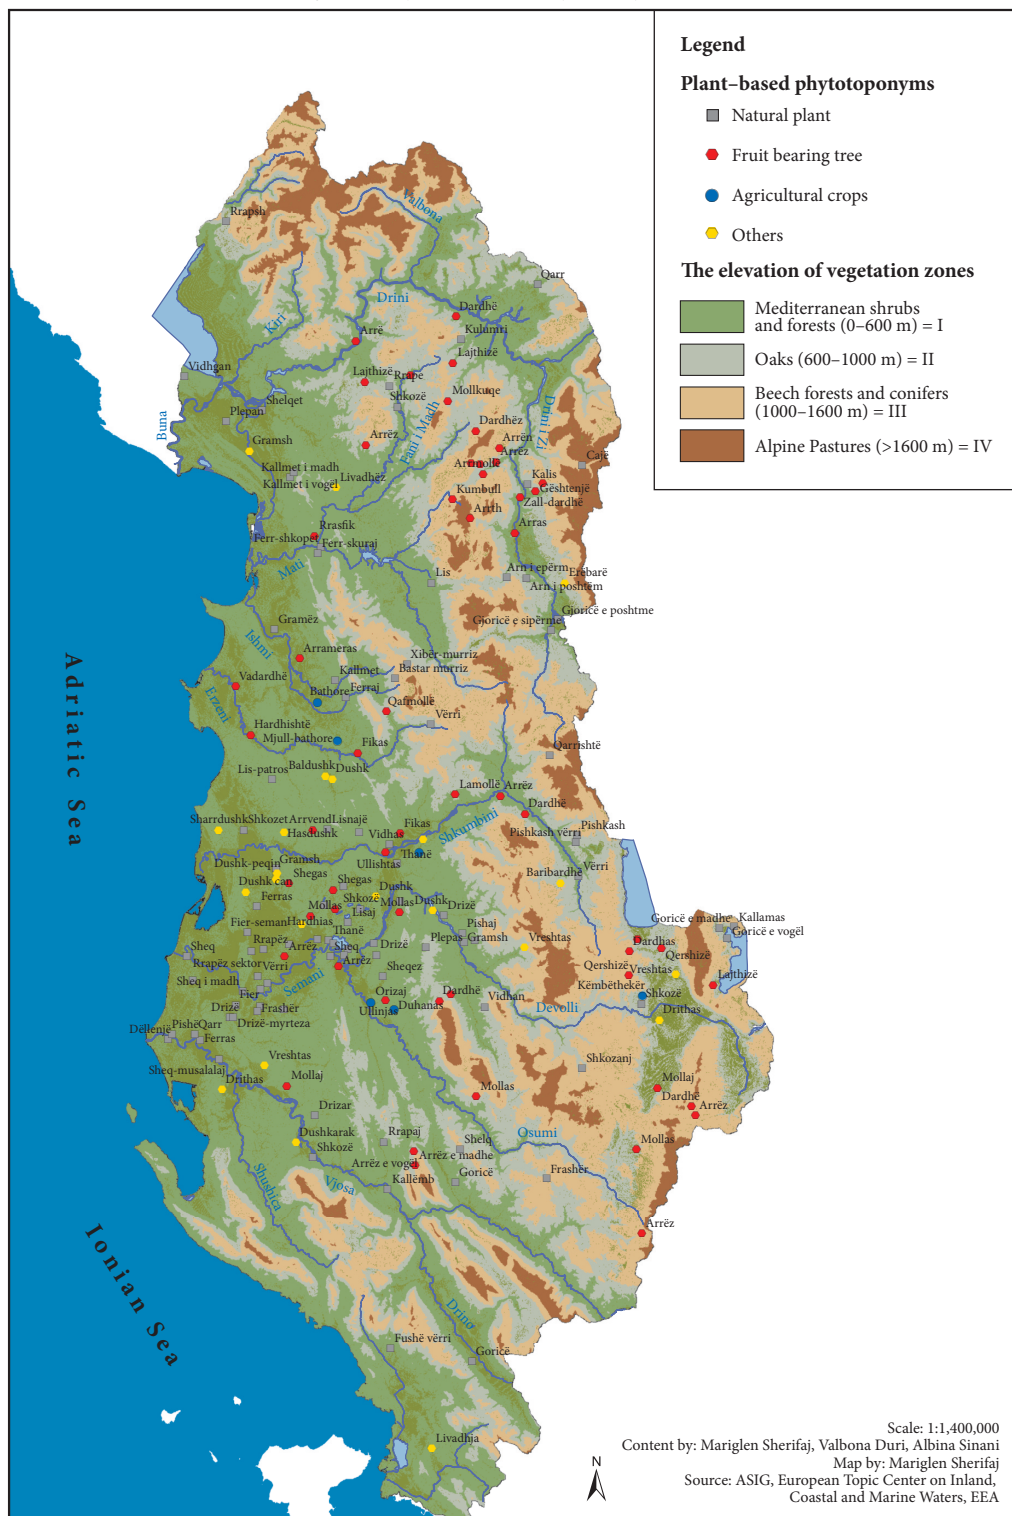 Legend
Plant–based phytotoponyms
Natural plant
Fruit bearing tree
Agricultural crops
Others
The elevation of vegetation zones
Mediterranean shrubs
and forests (0–600 m) = I
Oaks (600–1000 m) = II
Beech forests and conifers
(1000–1600 m) = III
Alpine Pastures (>1600 m) = IV
Valbona
Rrapsh
Qarr
Drini
Dardhë
Kiri
Arrë
Kulumri
Lajthizë
Vidhgan
Lajthizë
Rrape
Shkozë
Mollkuqe
Drini i Zi
Shelqet
Plepan
Buna
Fani i Madh
Dardhëz
Gramsh
Arrëz
Arrën
Arrëz
Cajë
Kallmet i madh
Kallmet i vogël
Livadhëz
Kalis
Gështenjë
Kumbull
Zall-dardhë
Arrth
Arras
Rrasfik
Ferr-shkopet
Ferr-skuraj
Mati
Lis
Arn i epërm
Arn i poshtëm
Erëbarë
Gjoricë e poshtme
Gjoricë e sipërme
Gramëz
Ishmi
Arrameras
Xibër-murriz
Bastar murriz
Kallmet
Ferraj
Vadardhë
Bathore
Erzeni
Qafmollë
Vërri
Hardhishtë
Mjull-bathore
Fikas
Qarrishtë
Lis-patros
Baldushk
Dushk
Lamollë
Arrëz
Dardhë
Sharrdushk
Shkozet
Arrvend
Lisnajë
Hasdushk
Fikas
Vidhas
Shkumbini
Pishkash vërri
Pishkash
Thanë
Ullishtas
Dushk-peqin
Gramsh
Shegas
Shegas
Vërri
Baribardhë
Dushk can
Dushk
Ferras
Shkozë
Mollas
Lisaj
Mollas
Dushk
Drizë
Fier-seman
Hardhias
Thanë
Pishaj
Goricë e madhe
Kallamas
Goricë e vogël
Sheq
Rrapëz
Arrëz
Sheq
Drizë
Plepas
Gramsh
Vreshtas
Dardhas
Qershizë
Rrapëz sektor
Vërri
Arrëz
Qershizë
Vreshtas
Lajthizë
Sheq i madh
Semani
Sheqez
Këmbëthekër
Fier
Orizaj
Dardhë
Shkozë
Drizë
Frashër
Ullinjas
Duhanas
Vidhan
Devolli
Drithas
Dëllenjë
Pishë
Qarr
Drizë-myrteza
Ferras
Sheq-musalalaj
Vreshtas
Shkozanj
Drithas
Mollaj
Mollas
Mollaj
Dardhë
Arrëz
Drizar
Osumi
Dushkarak
Shkozë
Rrapaj
Shelq
Mollas
Arrëz e madhe
Arrëz e vogël
Goricë
Frashër
Shushica
Vjosa
Kallëmb
Arrëz
Drino
Fushë vërri
Goricë
Livadhja
Adriatic Sea
Ionian Sea
N
Scale: 1:1,400,000
Content by: Mariglen Sherifaj, Valbona Duri, Albina Sinani
Map by: Mariglen Sherifaj
Source: ASIG, European Topic Center on Inland,
Coastal and Marine Waters, EEA